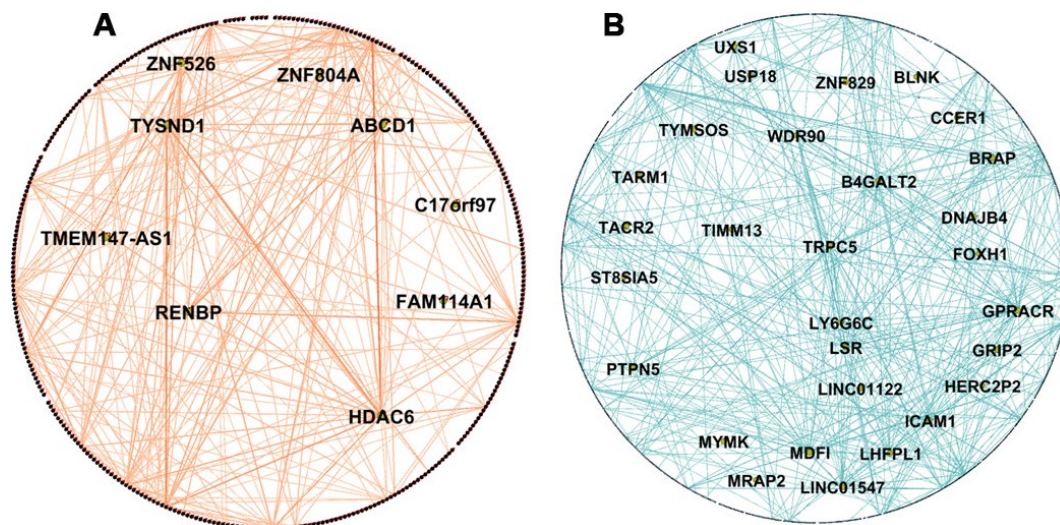 A
ZNF526
ZNF804A
TYSND1
ABCD1
C17orf97
TMEM147-AS1
FAM114A1
RENBP
HDAC6
B
UXS1
USP18
ZNF829
BLNK
CCER1
TYMSOS
WDR90
BRAP
TARM1
B4GALT2
TACR2
TIMM13
DNAJB4
TRPC5
FOXH1
ST8SIA5
LY6G6C
GPRACR
LSR
GRIP2
PTPN5
LINC01122
HERC2P2
ICAM1
MYMK
MDFI
LHFPL1
MRAP2
LINC01547